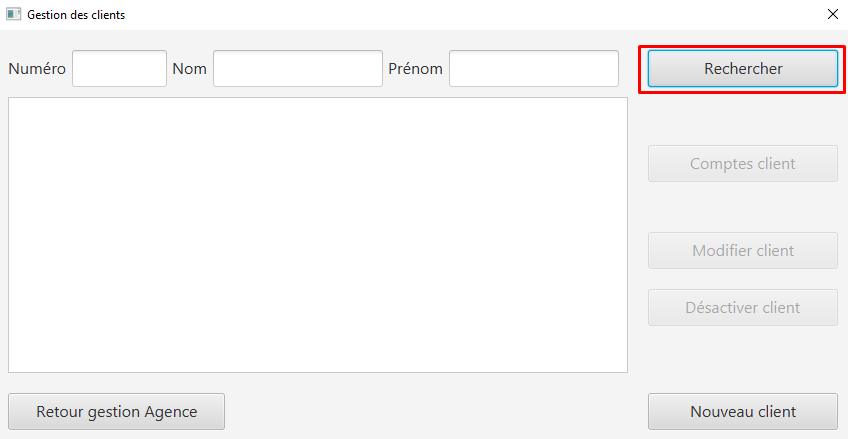 Gestion des clients
Numéro Nom Prénom Rechercher
Comptes client
Modifier client
Désactiver client
Retour gestion Agence Nouveau client